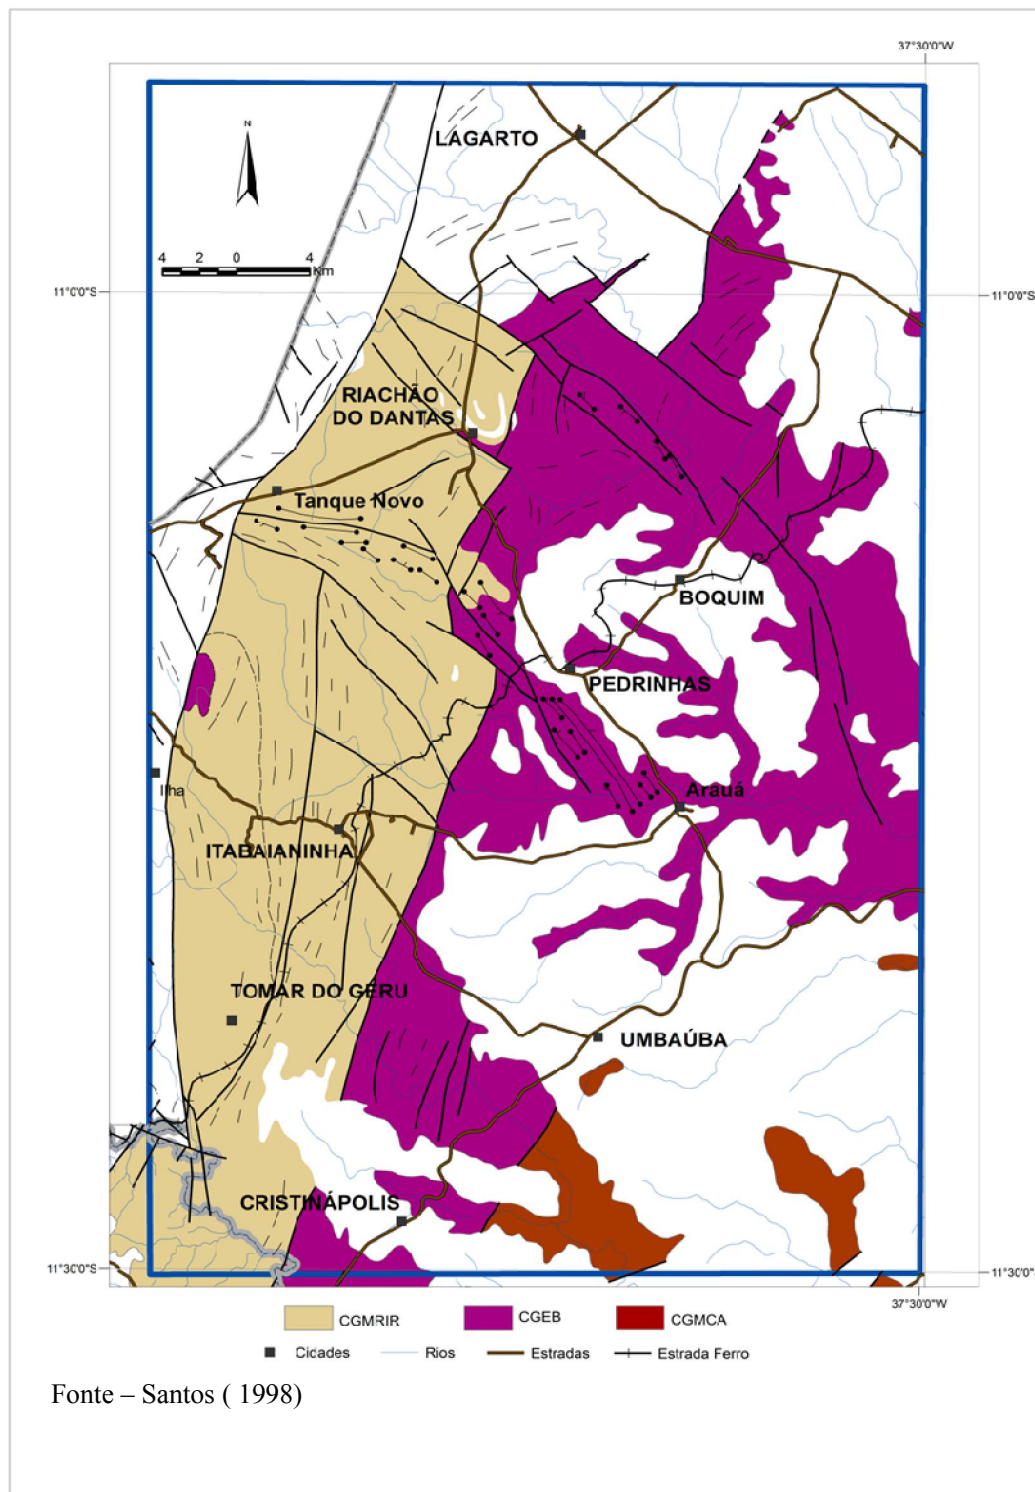 37°30'0"W
N
LAGARTO
4 2 0 4
Km
11°0'0"S
11°0'0"S
RIACHÃO
DO DANTAS
Tanque Novo
BOQUIM
PEDRINHAS
Ilha
Arauá
ITABAIANINHA
TOMAR DO GERU
UMBAÚBA
CRISTINÁPOLIS
11°30'0"S
11°30'0"S
37°30'0"W
CGMRIR
CGEB
CGMCA
Cidades
Rios
Estradas
Estrada Ferro
Fonte – Santos ( 1998)